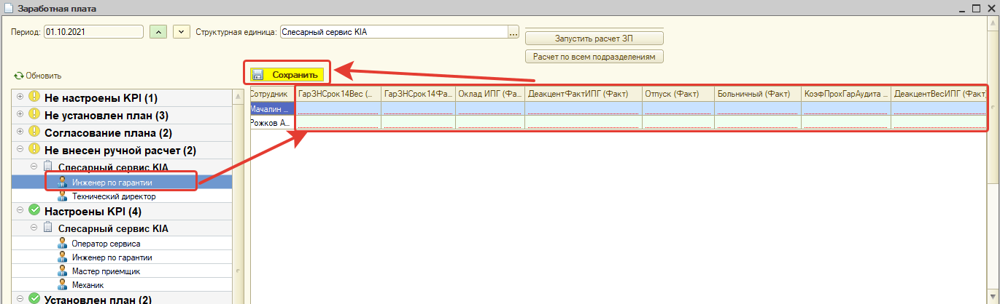 Заработная плата
Период: 01.10.2021 Структурная единица: Слесарный сервис KIA ...
Запустить расчет ЗП
Расчет по всем подразделениям
Обновить
Сохранить
Не настроены KPI (1)
Не установлен план (3)
Согласование плана (2)
Не внесен ручной расчет (2)
Слесарный сервис KIA
Инженер по гарантии
Технический директор
Настроены KPI (4)
Слесарный сервис KIA
Оператор сервиса
Инженер по гарантии
Мастер приемщик
Механик
Установлен план (2)
Сотрудник ГарЗНСрок14Вес (... ГарЗНСрок14Фа... Оклад ИПГ (Фа... ДеакцентФактИПГ (Факт) Отпуск (Факт) Больничный (Факт) КоэфПрохГарАудита ... ДеакцентВесИПГ (Факт)
Мачалин ...
Рожков А...